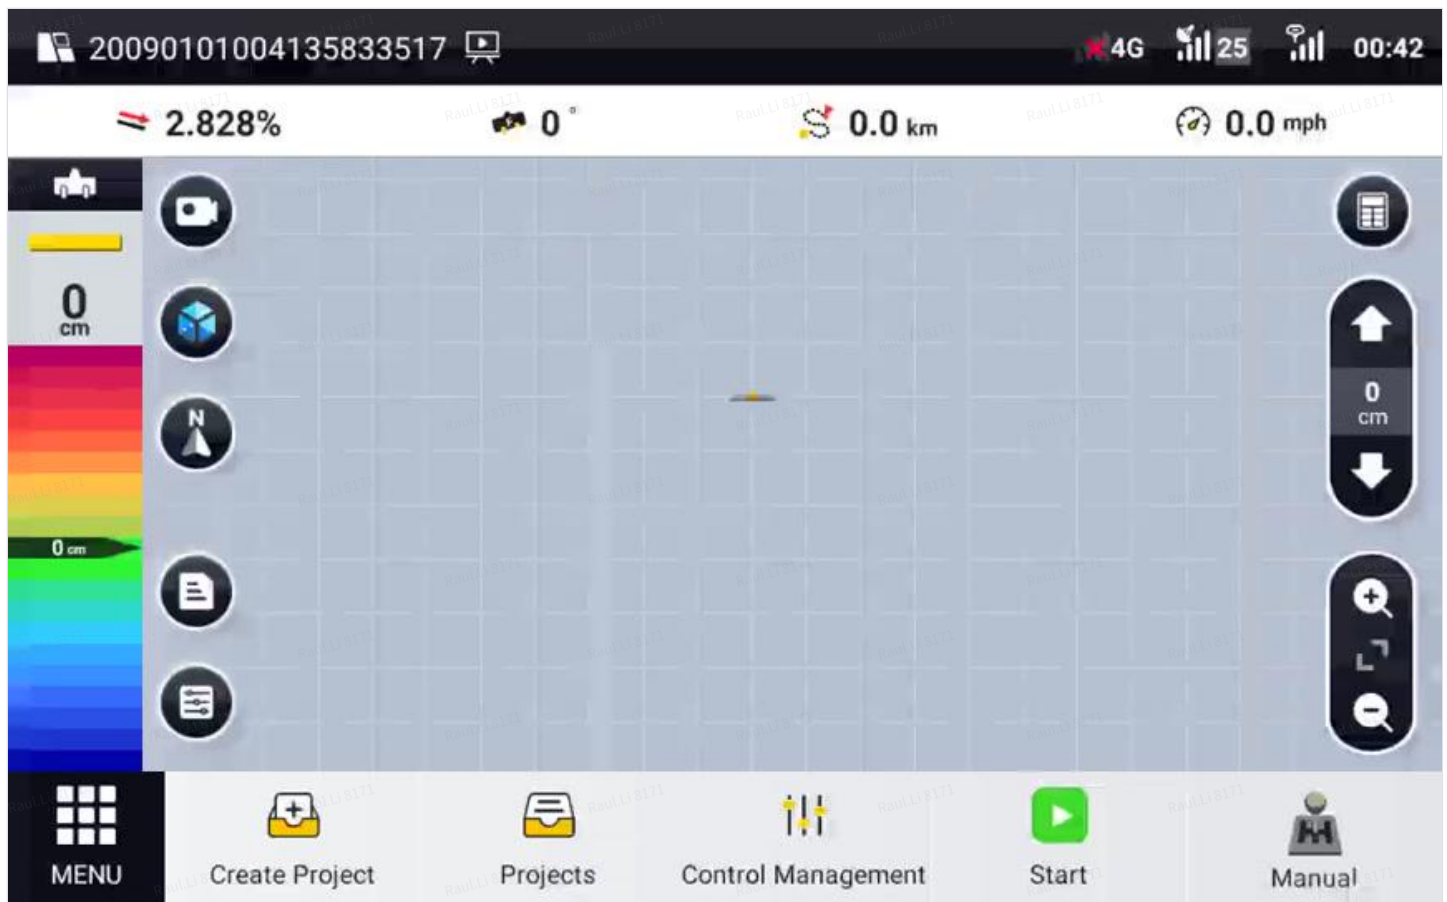 20090101004135833517
4G
25
00:42
2.828%
0°
0.0 km
0.0 mph
0
cm
N
0
cm
0 cm
MENU
Create Project
Projects
Control Management
Start
Manual
RaulLi8171